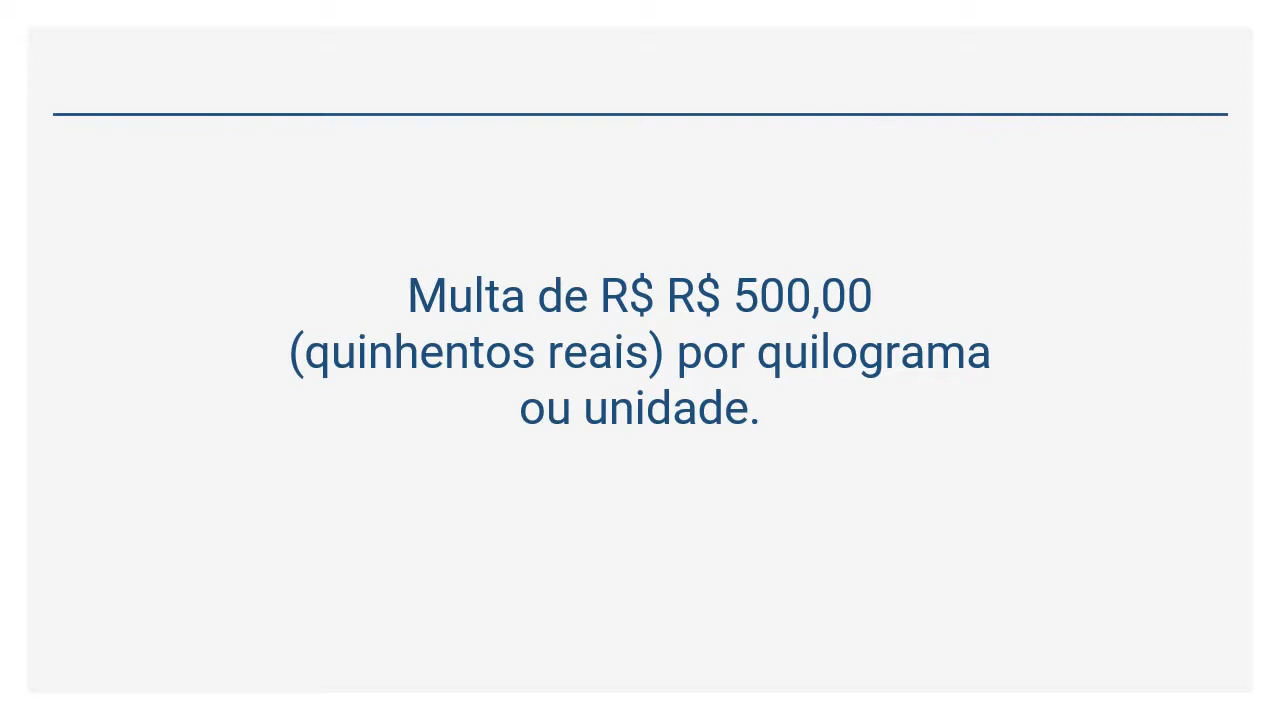 Multa de R$ R$ 500,00
(quinhentos reais) por quilograma
ou unidade.